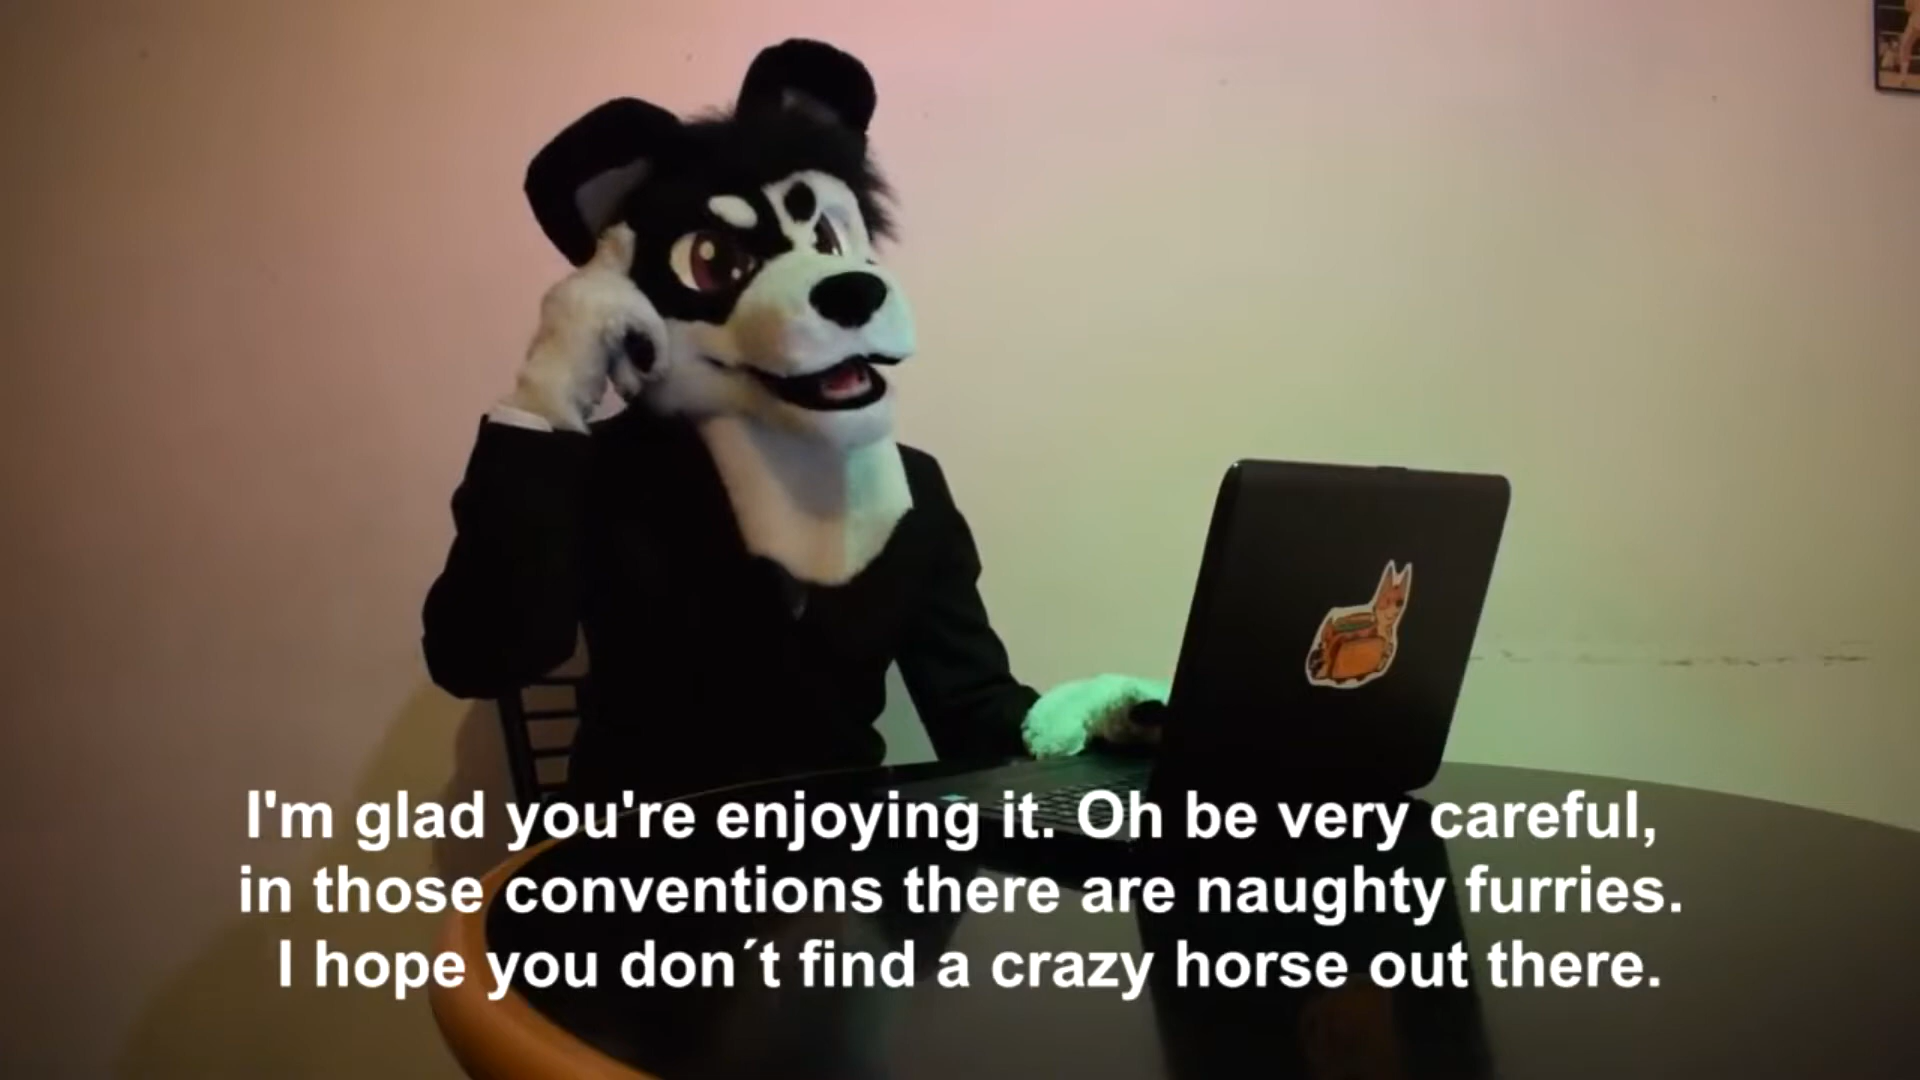 I'm glad you're enjoying it. Oh be very careful,
in those conventions there are naughty furries.
I hope you don´t find a crazy horse out there.